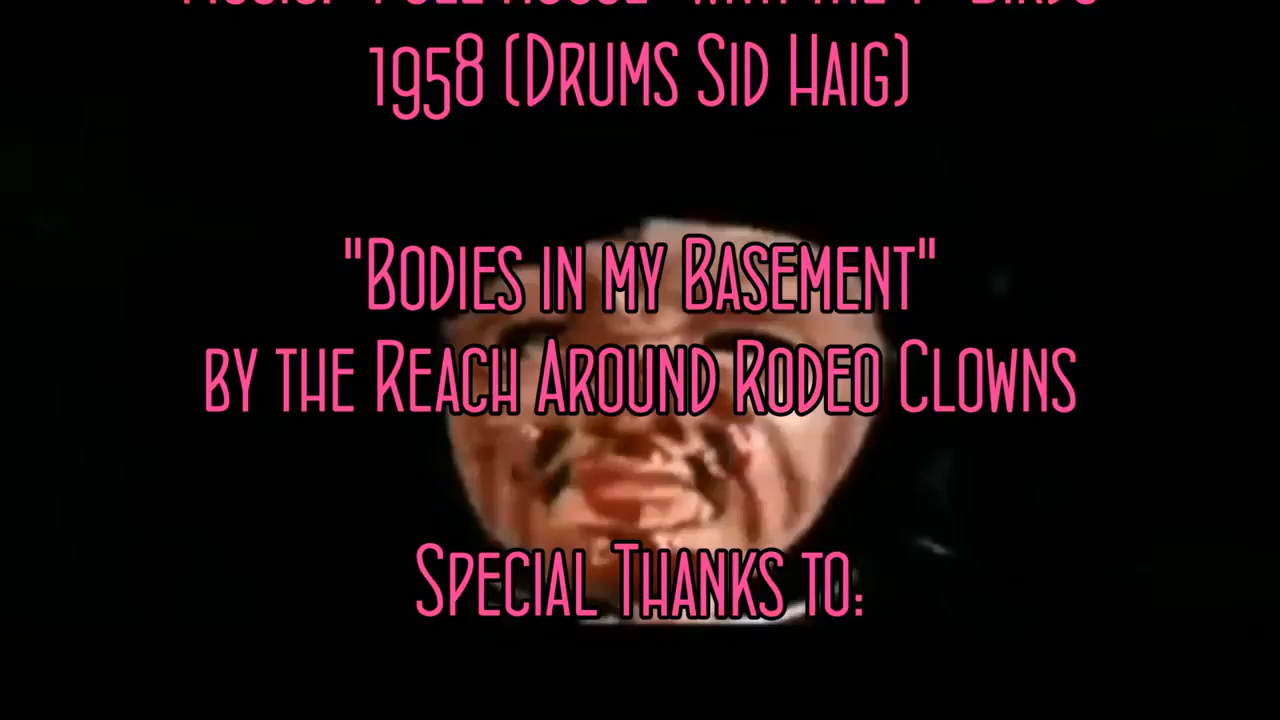 1958 (Drums Sid Haig)
"Bodies in my Basement"
by the Reach Around Rodeo Clowns
Special Thanks to: